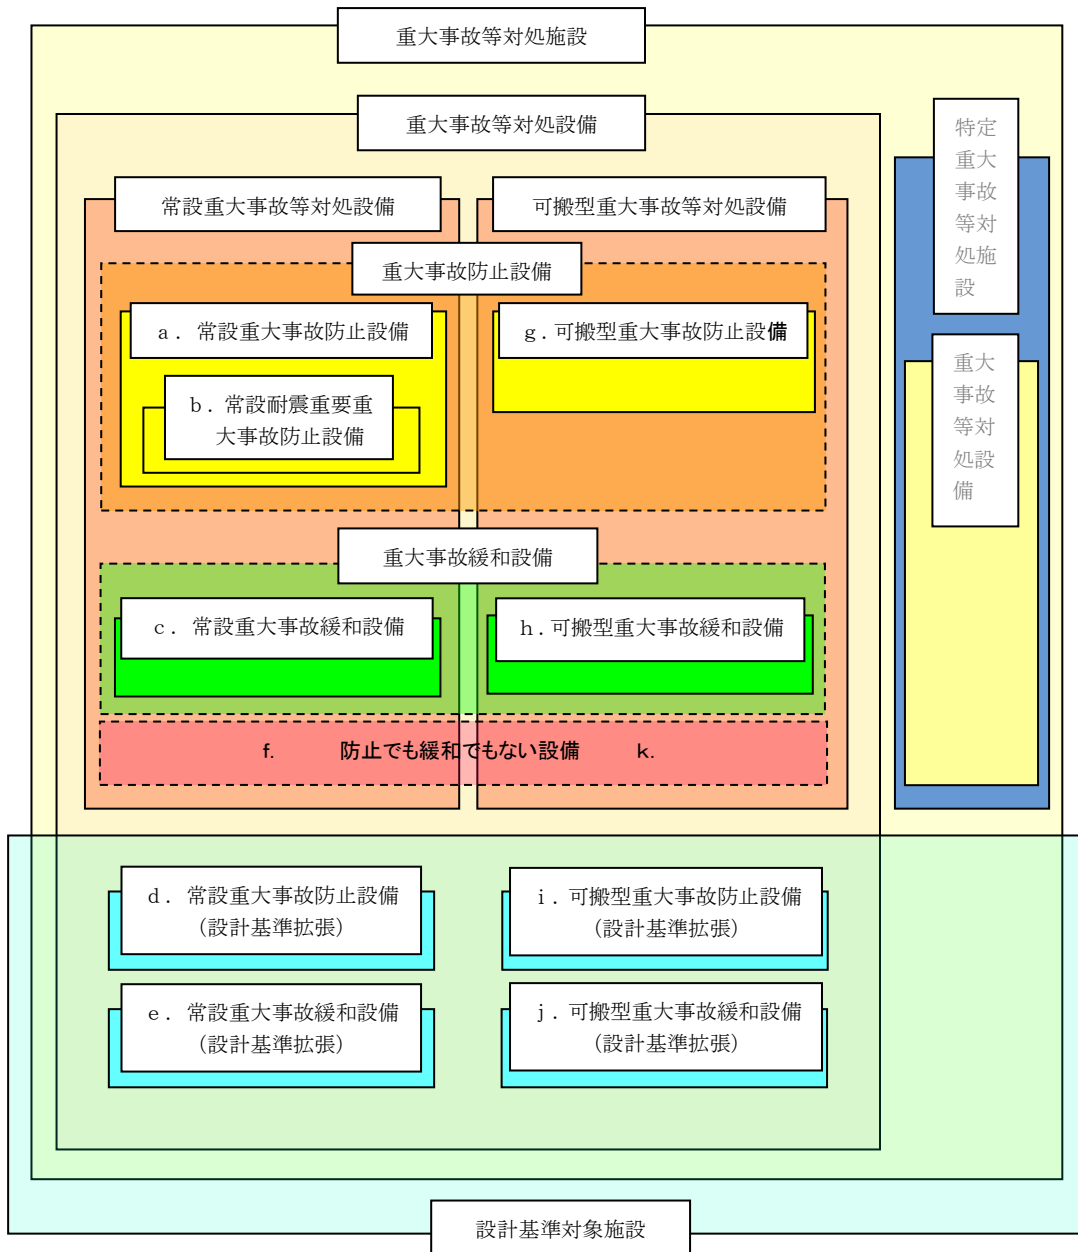 重大事故等対処施設
重大事故等対処設備
特定
重大
事故
等対
処施
設
常設重大事故等対処設備
可搬型重大事故等対処設備
重大事故防止設備
a．常設重大事故防止設備
g．可搬型重大事故防止設備
b．常設耐震重要重
大事故防止設備
重大
事故
等対
処設
備
重大事故緩和設備
c．常設重大事故緩和設備
h．可搬型重大事故緩和設備
f. 防止でも緩和でもない設備 k.
d．常設重大事故防止設備
（設計基準拡張）
i．可搬型重大事故防止設備
（設計基準拡張）
e．常設重大事故緩和設備
（設計基準拡張）
j．可搬型重大事故緩和設備
（設計基準拡張）
設計基準対象施設